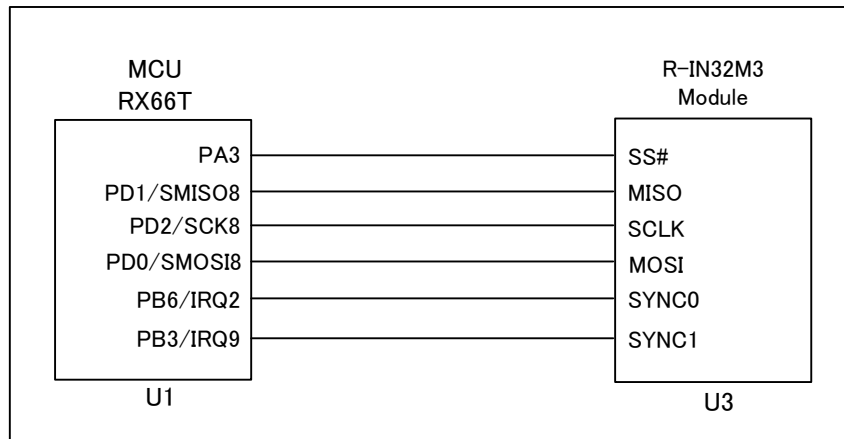 MCU
RX66T
R-IN32M3
Module
PA3
SS#
PD1/SMISO8
MISO
PD2/SCK8
SCLK
PD0/SMOSI8
MOSI
PB6/IRQ2
SYNC0
PB3/IRQ9
SYNC1
U1
U3